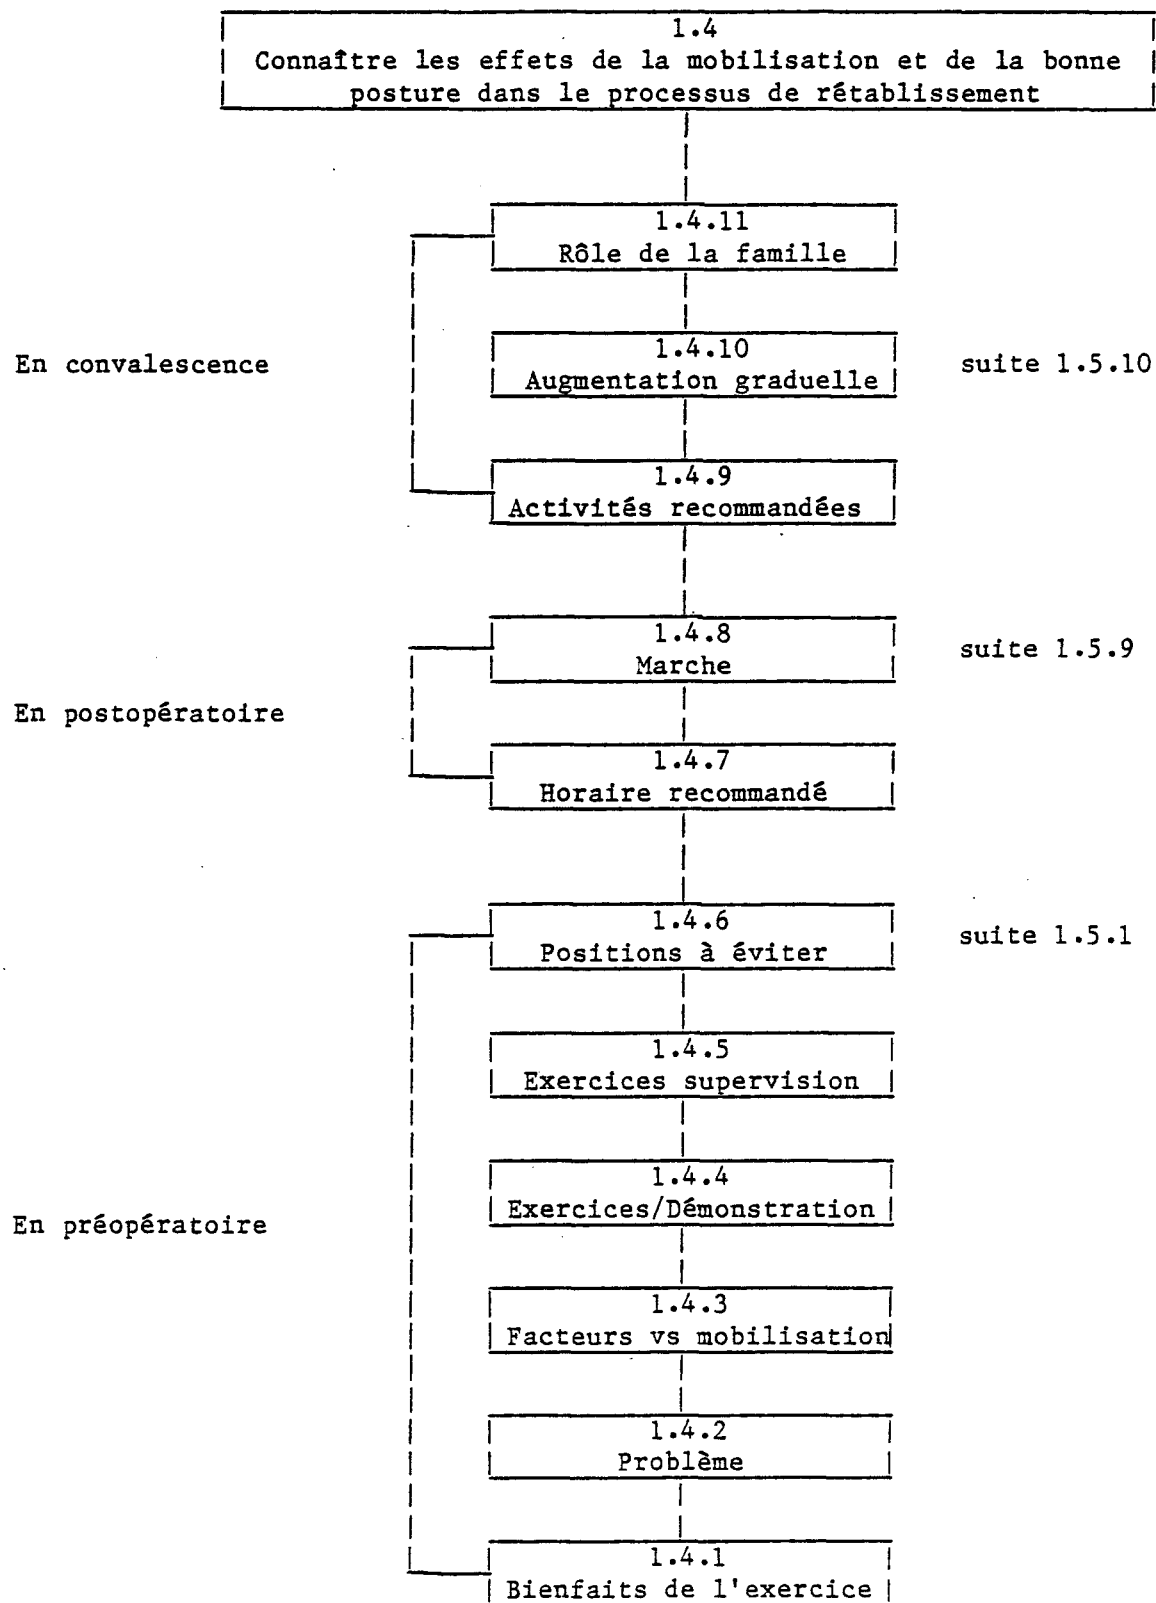 1.4
Connaître les effets de la mobilisation et de la bonne
posture dans le processus de rétablissement
1.4.11
Rôle de la famille
En convalescence
1.4.10
Augmentation graduelle
suite 1.5.10
1.4.9
Activités recommandées
1.4.8
Marche
suite 1.5.9
En postopératoire
1.4.7
Horaire recommandé
1.4.6
Positions à éviter
suite 1.5.1
1.4.5
Exercices supervision
1.4.4
Exercices/Démonstration
En préopératoire
1.4.3
Facteurs vs mobilisation
1.4.2
Problème
1.4.1
Bienfaits de l'exercice